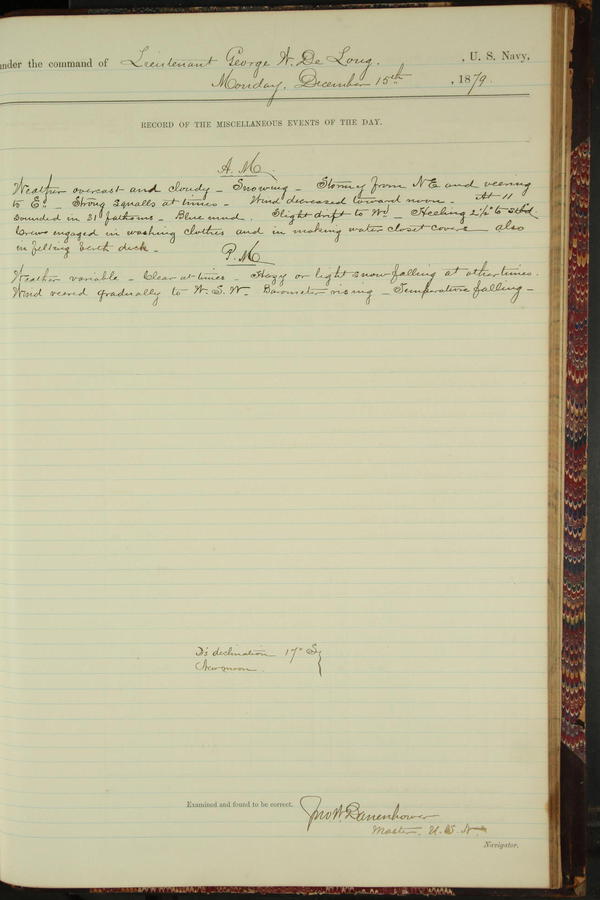 under the command of Lieutenant George W. De Long. , U. S. Navy,
Monday, December 15th , 1879.
RECORD OF THE MISCELLANEOUS EVENTS OF THE DAY.
A.M.
Weather overcast and cloudy – Snowing – Stormy from NE and veering
to Ed. – Strong squalls at times – Wind decreased toward noon. – At 11
sounded in 31 fathoms – Blue mud. Slight drift to Wd – Heeling 2½° to stbd.
Crew engaged in washing clothes and in making water closet covers also
in felting berth deck –
P.M.
Weather variable – Clear at times – Hazy or light snow falling at other times.
Wind veered gradually to W.S.W. Barometer rising – Temperature falling –
D's declination 17° S}
New moon.
Examined and found to be correct.
Jno W. Danenhower
Master. U.S.N.
Navigator.